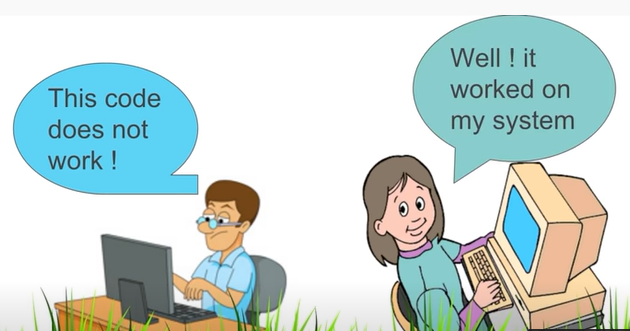 This code
does not
work !
Well ! it
worked on
my system